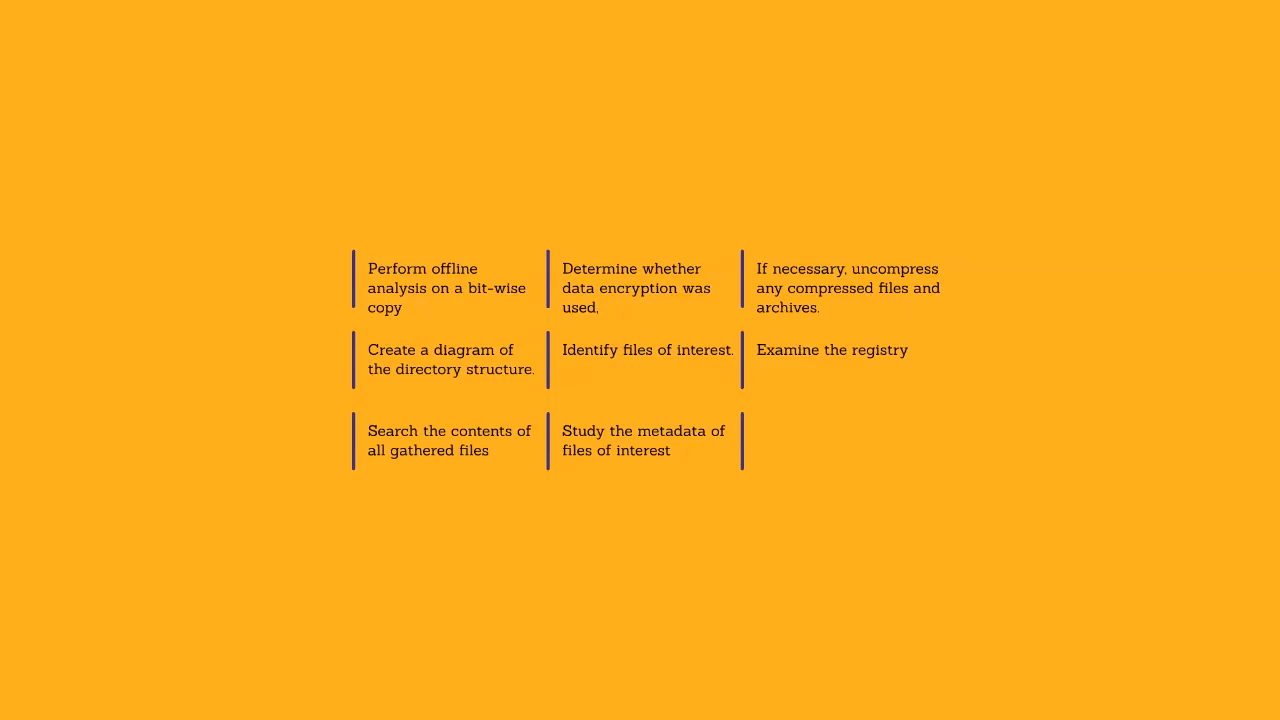 Perform offline
analysis on a bit-wise
copy
Determine whether
data encryption was
used,
If necessary, uncompress
any compressed files and
archives.
Create a diagram of
the directory structure.
Identify files of interest.
Examine the registry
Search the contents of
all gathered files
Study the metadata of
files of interest